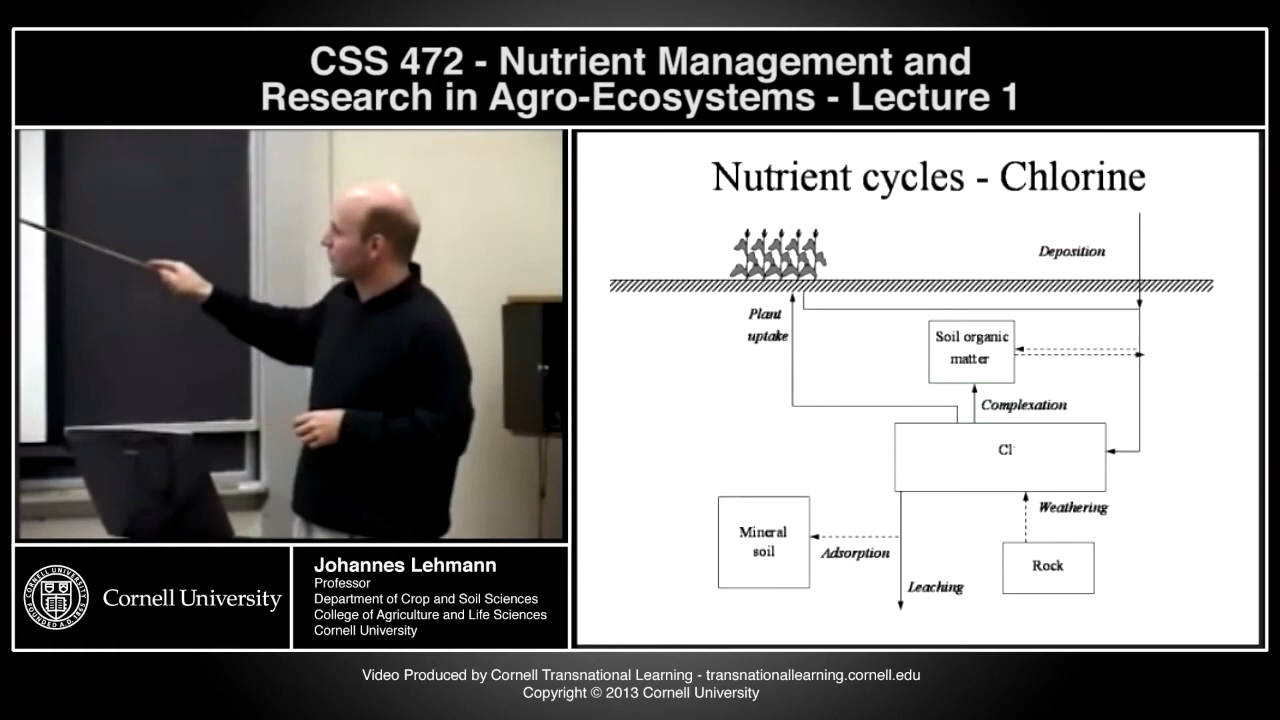 CSS 472 - Nutrient Management and
Research in Agro-Ecosystems - Lecture 1
Nutrient cycles - Chlorine
Deposition
Plant
uptake
Soil organic
matter
Complexation
Cl-
Weathering
Mineral
soil
Adsorption
Rock
Leaching
CORNELL UNIVERSITY
FOUNDED A.D. 1865
Cornell University
Johannes Lehmann
Professor
Department of Crop and Soil Sciences
College of Agriculture and Life Sciences
Cornell University
Video Produced by Cornell Transnational Learning - transnationallearning.cornell.edu
Copyright © 2013 Cornell University